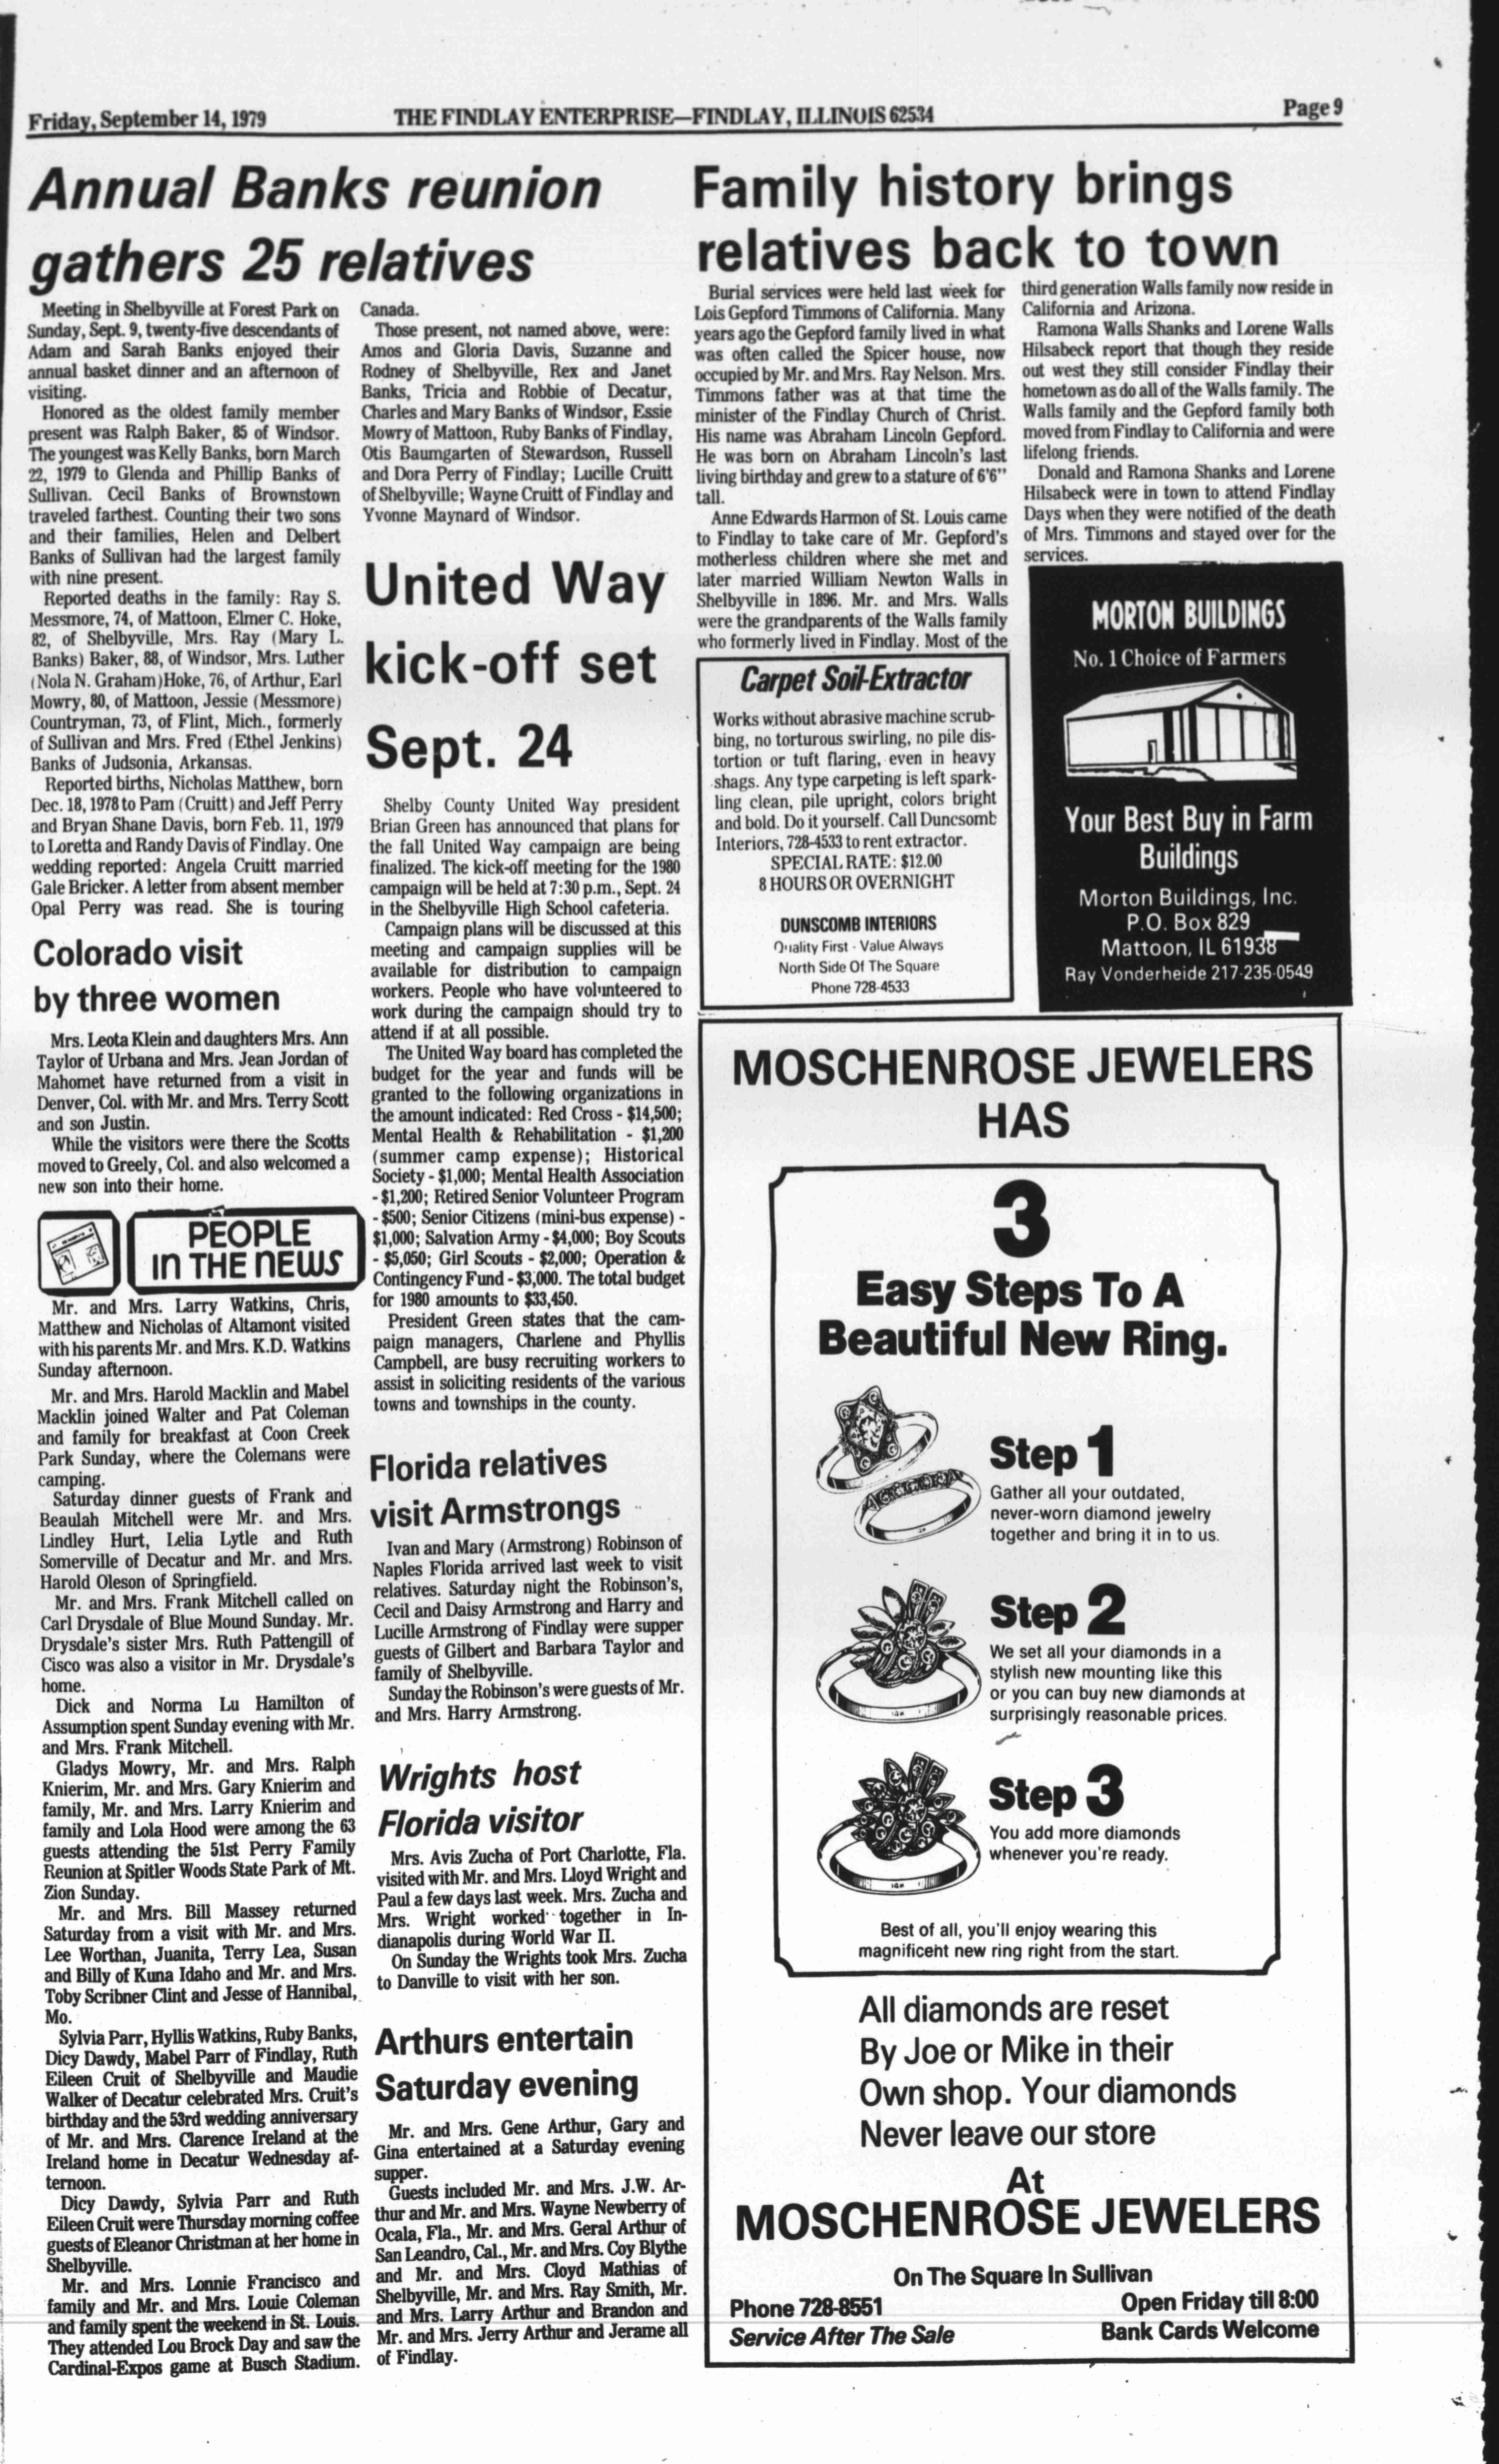 Friday, September 14, 1979
THE FINDLAY ENTERPRISE—FINDLAY, ILLINOIS 62534
Page 9
Annual Banks reunion
gathers 25 relatives
Meeting in Shelbyville at Forest Park on
Sunday, Sept. 9, twenty-five descendants of
Adam and Sarah Banks enjoyed their
annual basket dinner and an afternoon of
visiting.
Honored as the oldest family member
present was Ralph Baker, 85 of Windsor.
The youngest was Kelly Banks, born March
22, 1979 to Glenda and Phillip Banks of
Sullivan. Cecil Banks of Brownstown
traveled farthest. Counting their two sons
and their families, Helen and Delbert
Banks of Sullivan had the largest family
with nine present.
Reported deaths in the family: Ray S.
Messmore, 74, of Mattoon, Elmer C. Hoke,
82, of Shelbyville, Mrs. Ray (Mary L.
Banks) Baker, 88, of Windsor, Mrs. Luther
(Nola N. Graham)Hoke, 76, of Arthur, Earl
Mowry, 80, of Mattoon, Jessie (Messmore)
Countryman, 73, of Flint, Mich., formerly
of Sullivan and Mrs. Fred (Ethel Jenkins)
Banks of Judsonia, Arkansas.
Reported births, Nicholas Matthew, born
Dec. 18, 1978 to Pam (Cruitt) and Jeff Perry
and Bryan Shane Davis, born Feb. 11, 1979
to Loretta and Randy Davis of Findlay. One
wedding reported: Angela Cruitt married
Gale Bricker. A letter from absent member
Opal Perry was read. She is touring
Canada.
Those present, not named above, were:
Amos and Gloria Davis, Suzanne and
Rodney of Shelbyville, Rex and Janet
Banks, Tricia and Robbie of Decatur,
Charles and Mary Banks of Windsor, Essie
Mowry of Mattoon, Ruby Banks of Findlay,
Otis Baumgarten of Stewardson, Russell
and Dora Perry of Findlay; Lucille Cruitt
of Shelbyville; Wayne Cruitt of Findlay and
Yvonne Maynard of Windsor.
Colorado visit
by three women
Mrs. Leota Klein and daughters Mrs. Ann
Taylor of Urbana and Mrs. Jean Jordan of
Mahomet have returned from a visit in
Denver, Col. with Mr. and Mrs. Terry Scott
and son Justin.
While the visitors were there the Scotts
moved to Greely, Col. and also welcomed a
new son into their home.
PEOPLE
in THE NEWS
Mr. and Mrs. Larry Watkins, Chris,
Matthew and Nicholas of Altamont visited
with his parents Mr. and Mrs. K.D. Watkins
Sunday afternoon.
Mr. and Mrs. Harold Macklin and Mabel
Macklin joined Walter and Pat Coleman
and family for breakfast at Coon Creek
Park Sunday, where the Colemans were
camping.
Saturday dinner guests of Frank and
Beaulah Mitchell were Mr. and Mrs.
Lindley Hurt, Lelia Lytle and Ruth
Somerville of Decatur and Mr. and Mrs.
Harold Oleson of Springfield.
Mr. and Mrs. Frank Mitchell called on
Carl Drysdale of Blue Mound Sunday. Mr.
Drysdale's sister Mrs. Ruth Pattengill of
Cisco was also a visitor in Mr. Drysdale's
home.
Dick and Norma Lu Hamilton of
Assumption spent Sunday evening with Mr.
and Mrs. Frank Mitchell.
Gladys Mowry, Mr. and Mrs. Ralph
Knierim, Mr. and Mrs. Gary Knierim and
family, Mr. and Mrs. Larry Knierim and
family and Lola Hood were among the 63
guests attending the 51st Perry Family
Reunion at Spitler Woods State Park of Mt.
Zion Sunday.
Mr. and Mrs. Bill Massey returned
Saturday from a visit with Mr. and Mrs.
Lee Worthan, Juanita, Terry Lea, Susan
and Billy of Kuna Idaho and Mr. and Mrs.
Toby Scribner Clint and Jesse of Hannibal,
Mo.
Sylvia Parr, Hyllis Watkins, Ruby Banks,
Dicy Dawdy, Mabel Parr of Findlay, Ruth
Eileen Cruit of Shelbyville and Maudie
Walker of Decatur celebrated Mrs. Cruit's
birthday and the 53rd wedding anniversary
of Mr. and Mrs. Clarence Ireland at the
Ireland home in Decatur Wednesday af-
ternoon.
Dicy Dawdy, Sylvia Parr and Ruth
Eileen Cruit were Thursday morning coffee
guests of Eleanor Christman at her home in
Shelbyville.
Mr. and Mrs. Lonnie Francisco and
family and Mr. and Mrs. Louie Coleman
and family spent the weekend in St. Louis.
They attended Lou Brock Day and saw the
Cardinal-Expos game at Busch Stadium.
United Way
kick-off set
Sept. 24
Shelby County United Way president
Brian Green has announced that plans for
the fall United Way campaign are being
finalized. The kick-off meeting for the 1980
campaign will be held at 7:30 p.m., Sept. 24
in the Shelbyville High School cafeteria.
Campaign plans will be discussed at this
meeting and campaign supplies will be
available for distribution to campaign
workers. People who have volunteered to
work during the campaign should try to
attend if at all possible.
The United Way board has completed the
budget for the year and funds will be
granted to the following organizations in
the amount indicated: Red Cross - $14,500;
Mental Health & Rehabilitation - $1,200
(summer camp expense); Historical
Society - $1,000; Mental Health Association
- $1,200; Retired Senior Volunteer Program
- $500; Senior Citizens (mini-bus expense) -
$1,000; Salvation Army - $4,000; Boy Scouts
- $5,050; Girl Scouts - $2,000; Operation &
Contingency Fund - $3,000. The total budget
for 1980 amounts to $33,450.
President Green states that the cam-
paign managers, Charlene and Phyllis
Campbell, are busy recruiting workers to
assist in soliciting residents of the various
towns and townships in the county.
Florida relatives
visit Armstrongs
Ivan and Mary (Armstrong) Robinson of
Naples Florida arrived last week to visit
relatives. Saturday night the Robinson's,
Cecil and Daisy Armstrong and Harry and
Lucille Armstrong of Findlay were supper
guests of Gilbert and Barbara Taylor and
family of Shelbyville.
Sunday the Robinson's were guests of Mr.
and Mrs. Harry Armstrong.
Wrights host
Florida visitor
Mrs. Avis Zucha of Port Charlotte, Fla.
visited with Mr. and Mrs. Lloyd Wright and
Paul a few days last week. Mrs. Zucha and
Mrs. Wright worked together in In-
dianapolis during World War II.
On Sunday the Wrights took Mrs. Zucha
to Danville to visit with her son.
Arthurs entertain
Saturday evening
Mr. and Mrs. Gene Arthur, Gary and
Gina entertained at a Saturday evening
supper.
Guests included Mr. and Mrs. J.W. Ar-
thur and Mr. and Mrs. Wayne Newberry of
Ocala, Fla., Mr. and Mrs. Geral Arthur of
San Leandro, Cal., Mr. and Mrs. Coy Blythe
and Mr. and Mrs. Cloyd Mathias of
Shelbyville, Mr. and Mrs. Ray Smith, Mr.
and Mrs. Larry Arthur and Brandon and
Mr. and Mrs. Jerry Arthur and Jerame all
of Findlay.
Family history brings
relatives back to town
Burial services were held last week for
Lois Gepford Timmons of California. Many
years ago the Gepford family lived in what
was often called the Spicer house, now
occupied by Mr. and Mrs. Ray Nelson. Mrs.
Timmons father was at that time the
minister of the Findlay Church of Christ.
His name was Abraham Lincoln Gepford.
He was born on Abraham Lincoln's last
living birthday and grew to a stature of 6'6"
tall.
Anne Edwards Harmon of St. Louis came
to Findlay to take care of Mr. Gepford's
motherless children where she met and
later married William Newton Walls in
Shelbyville in 1896. Mr. and Mrs. Walls
were the grandparents of the Walls family
who formerly lived in Findlay. Most of the
third generation Walls family now reside in
California and Arizona.
Ramona Walls Shanks and Lorene Walls
Hilsabeck report that though they reside
out west they still consider Findlay their
hometown as do all of the Walls family. The
Walls family and the Gepford family both
moved from Findlay to California and were
lifelong friends.
Donald and Ramona Shanks and Lorene
Hilsabeck were in town to attend Findlay
Days when they were notified of the death
of Mrs. Timmons and stayed over for the
services.
Carpet Soil-Extractor
Works without abrasive machine scrub-
bing, no torturous swirling, no pile dis-
tortion or tuft flaring, even in heavy
shags. Any type carpeting is left spark-
ling clean, pile upright, colors bright
and bold. Do it yourself. Call Duncsomb
Interiors, 728-4533 to rent extractor.
SPECIAL RATE: $12.00
8 HOURS OR OVERNIGHT
DUNSCOMB INTERIORS
Quality First - Value Always
North Side Of The Square
Phone 728-4533
MORTON BUILDINGS
No. 1 Choice of Farmers
Your Best Buy in Farm
Buildings
Morton Buildings, Inc.
P.O. Box 829
Mattoon, IL 61938
Ray Vonderheide 217-235-0549
MOSCHENROSE JEWELERS
HAS
3
Easy Steps To A
Beautiful New Ring.
Step 1
Gather all your outdated,
never-worn diamond jewelry
together and bring it in to us.
Step 2
We set all your diamonds in a
stylish new mounting like this
or you can buy new diamonds at
surprisingly reasonable prices.
Step 3
You add more diamonds
whenever you're ready.
Best of all, you'll enjoy wearing this
magnificent new ring right from the start.
All diamonds are reset
By Joe or Mike in their
Own shop. Your diamonds
Never leave our store
At
MOSCHENROSE JEWELERS
On The Square In Sullivan
Phone 728-8551
Open Friday till 8:00
Service After The Sale
Bank Cards Welcome